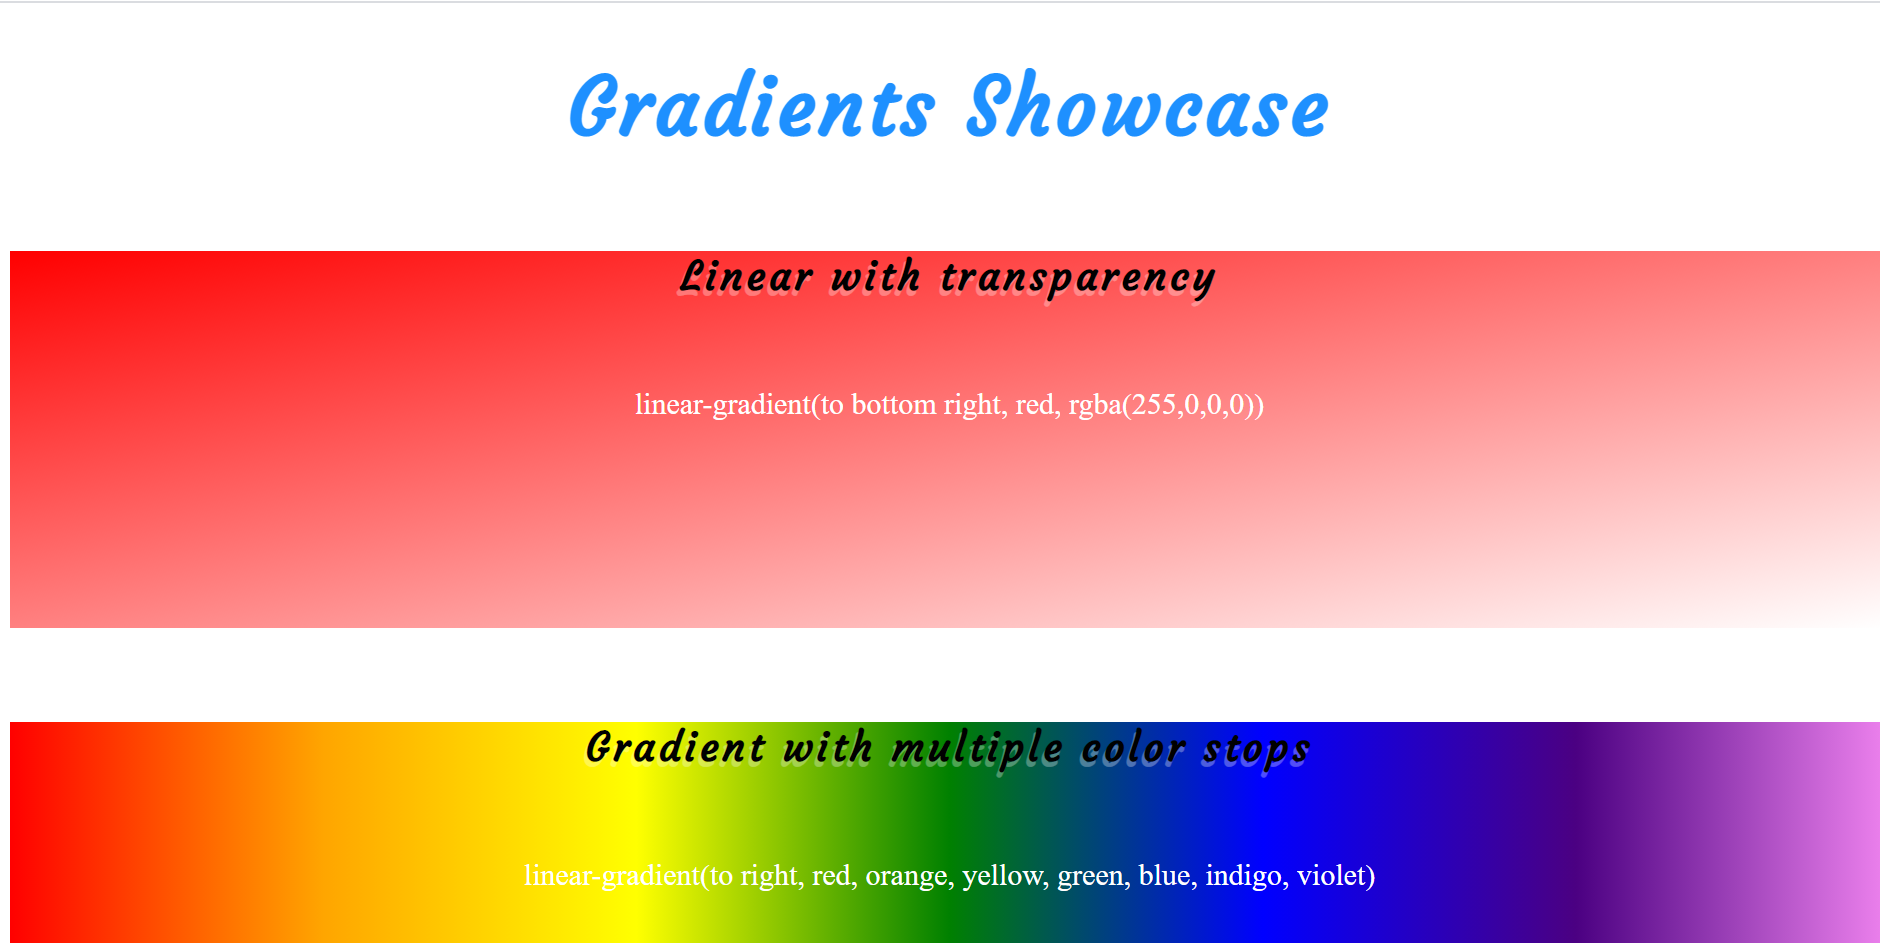 Gradients Showcase
Linear with transparency
linear-gradient(to bottom right, red, rgba(255,0,0,0))
Gradient with multiple color stops
linear-gradient(to right, red, orange, yellow, green, blue, indigo, violet)